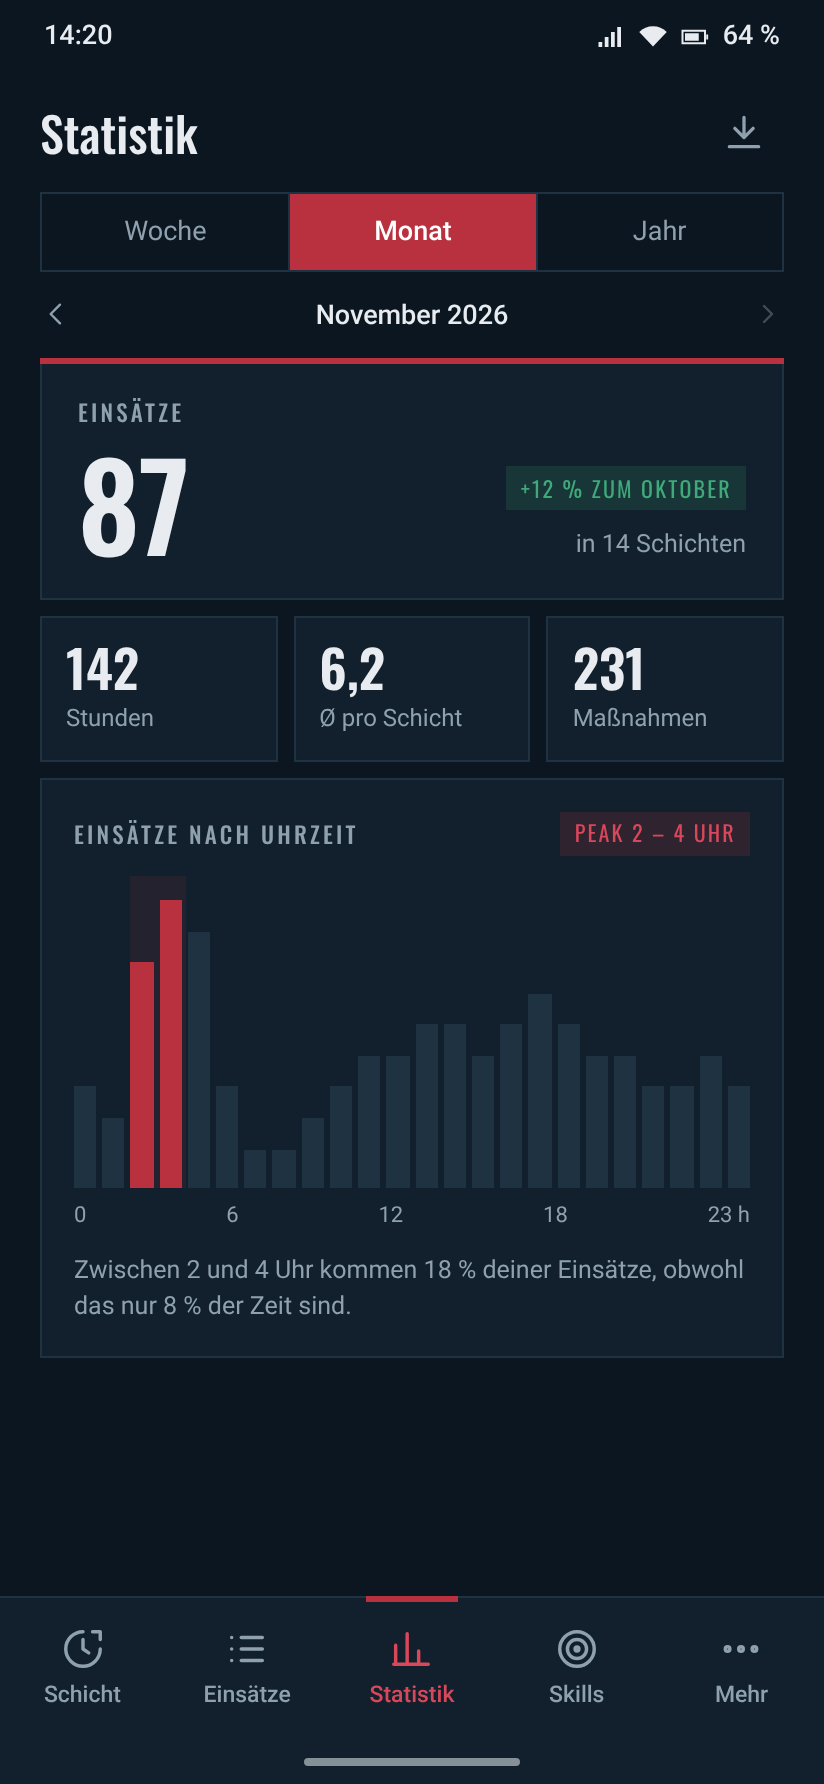 14:20 64 %
Statistik
Woche Monat Jahr
November 2026
EINSÄTZE
87
+12 % ZUM OKTOBER
in 14 Schichten
142 6,2 231
Stunden Ø pro Schicht Maßnahmen
EINSÄTZE NACH UHRZEIT PEAK 2 – 4 UHR
0 6 12 18 23 h
Zwischen 2 und 4 Uhr kommen 18 % deiner Einsätze, obwohl
das nur 8 % der Zeit sind.
Schicht Einsätze Statistik Skills Mehr